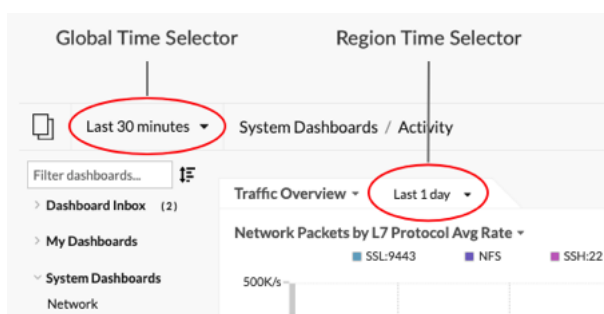 Global Time Selector
Region Time Selector
Last 30 minutes
System Dashboards / Activity
Filter dashboards...
Traffic Overview
Last 1 day
Dashboard Inbox (2)
My Dashboards
Network Packets by L7 Protocol Avg Rate
SSL:9443
NFS
SSH:22
System Dashboards
500K/s
Network